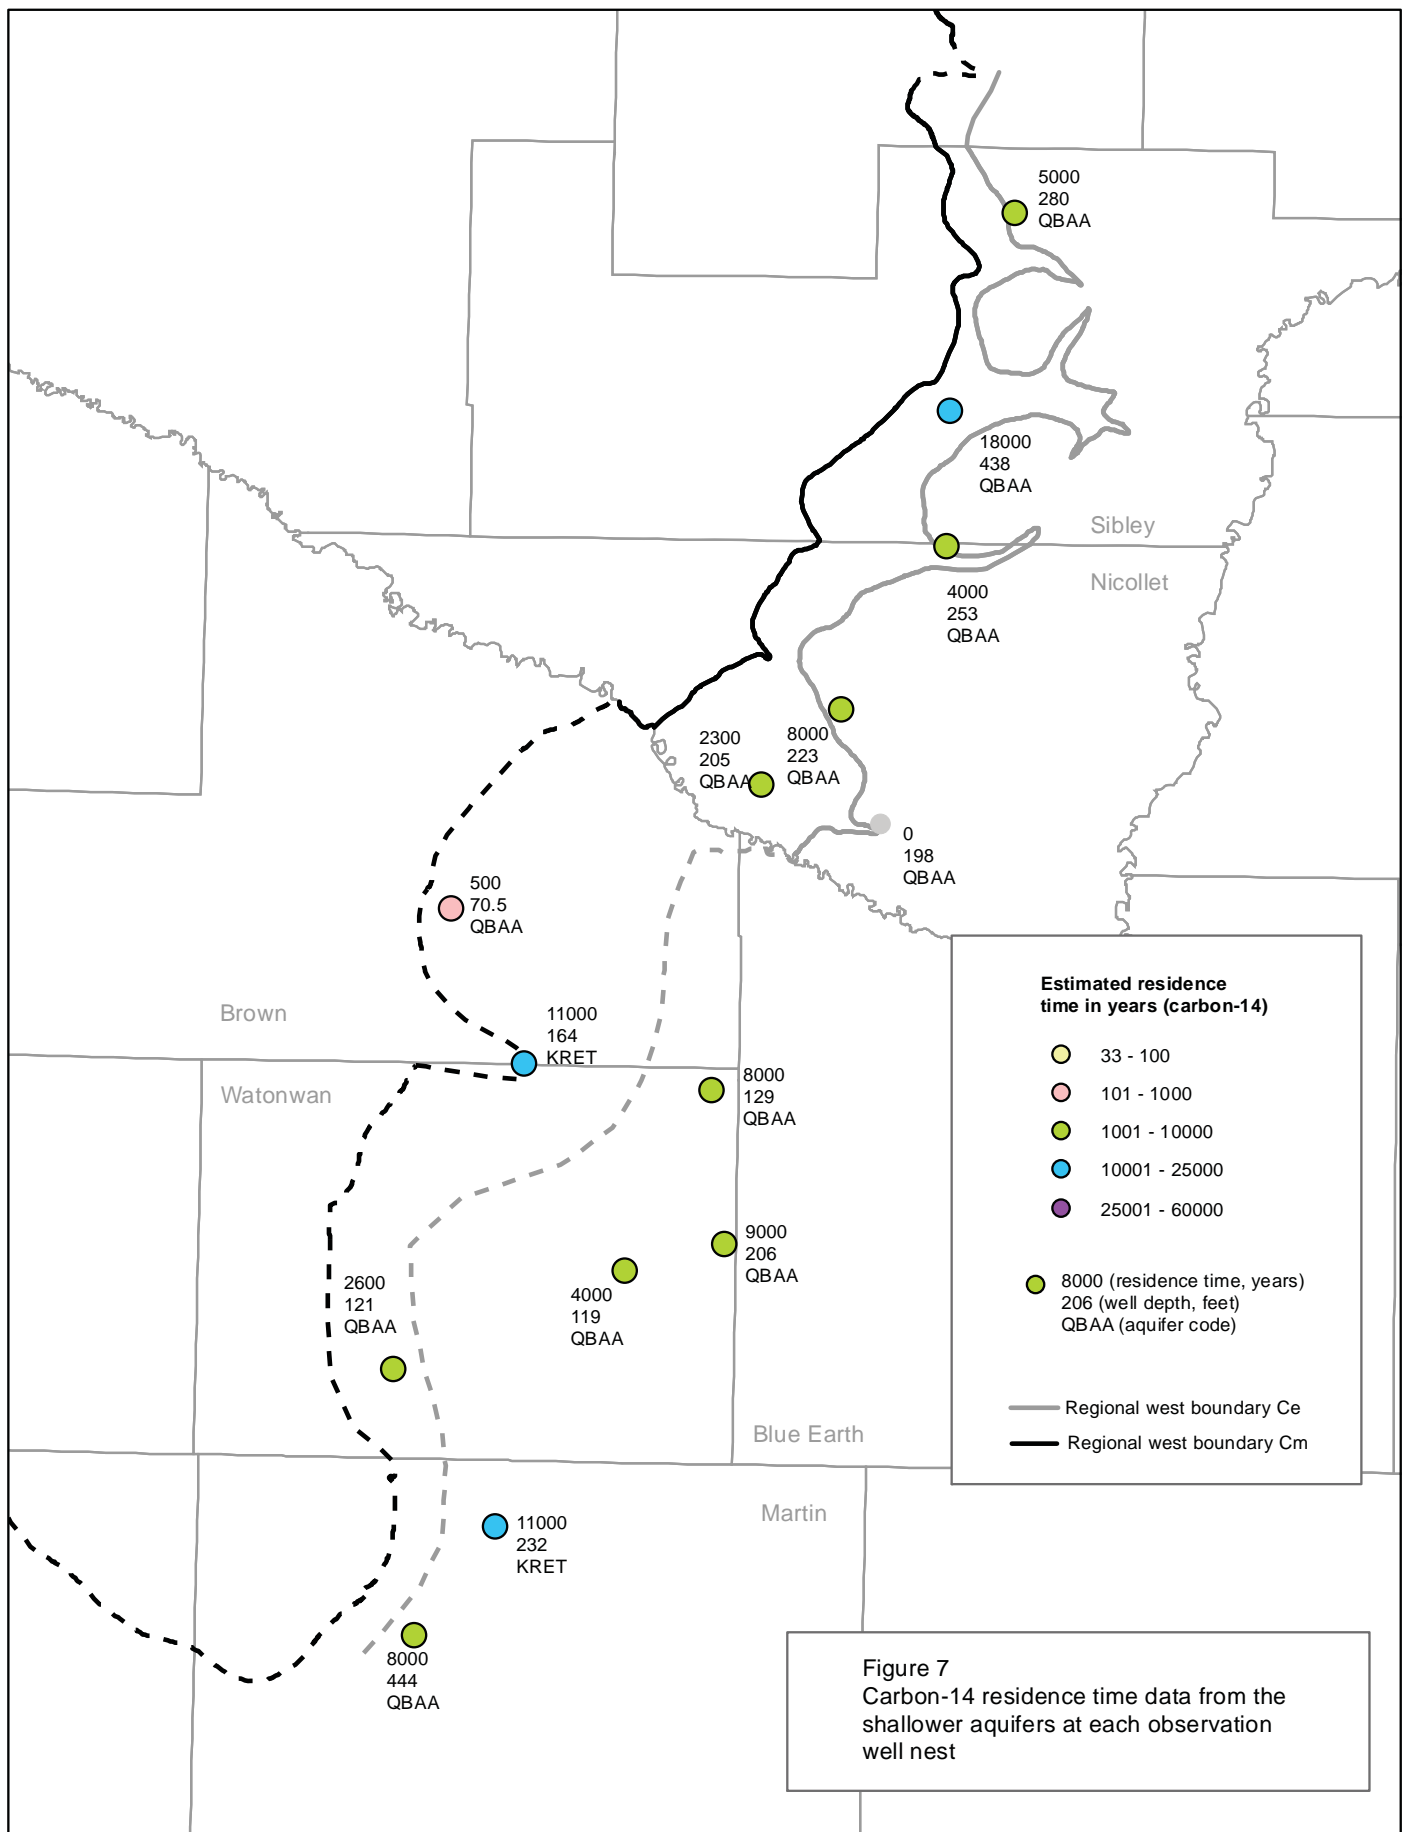 5000
280
QBAA
18000
438
QBAA
Sibley
Nicollet
4000
253
QBAA
2300
205
QBAA
8000
223
QBAA
0
198
QBAA
500
70.5
QBAA
Brown
11000
164
KRET
Watonwan
8000
129
QBAA
9000
206
QBAA
4000
119
QBAA
2600
121
QBAA
Blue Earth
Martin
11000
232
KRET
8000
444
QBAA
Estimated residence
time in years (carbon-14)
33 - 100
101 - 1000
1001 - 10000
10001 - 25000
25001 - 60000
8000 (residence time, years)
206 (well depth, feet)
QBAA (aquifer code)
Regional west boundary Ce
Regional west boundary Cm
Figure 7
Carbon-14 residence time data from the
shallower aquifers at each observation
well nest